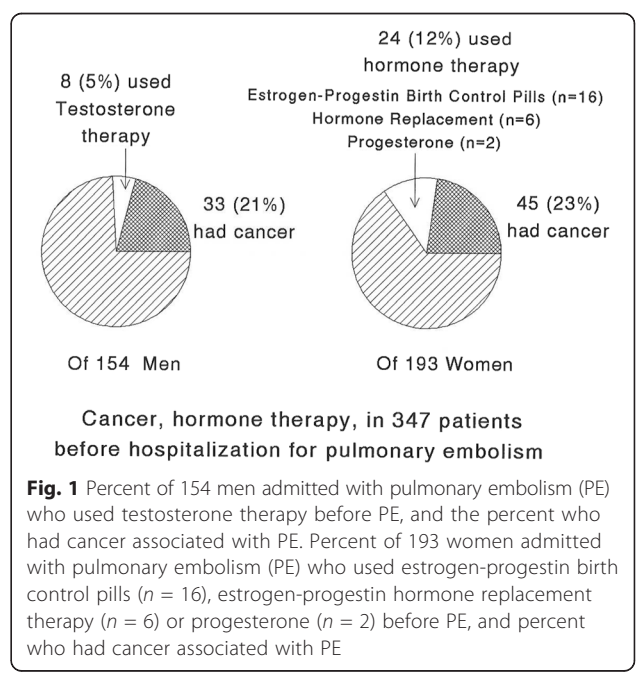 8 (5%) used
Testosterone
therapy
33 (21%)
had cancer
Of 154 Men
24 (12%) used
hormone therapy
Estrogen-Progestin Birth Control Pills (n=16)
Hormone Replacement (n=6)
Progesterone (n=2)
45 (23%)
had cancer
Of 193 Women
Cancer, hormone therapy, in 347 patients
before hospitalization for pulmonary embolism
Fig. 1 Percent of 154 men admitted with pulmonary embolism (PE)
who used testosterone therapy before PE, and the percent who
had cancer associated with PE. Percent of 193 women admitted
with pulmonary embolism (PE) who used estrogen-progestin birth
control pills (n = 16), estrogen-progestin hormone replacement
therapy (n = 6) or progesterone (n = 2) before PE, and percent
who had cancer associated with PE